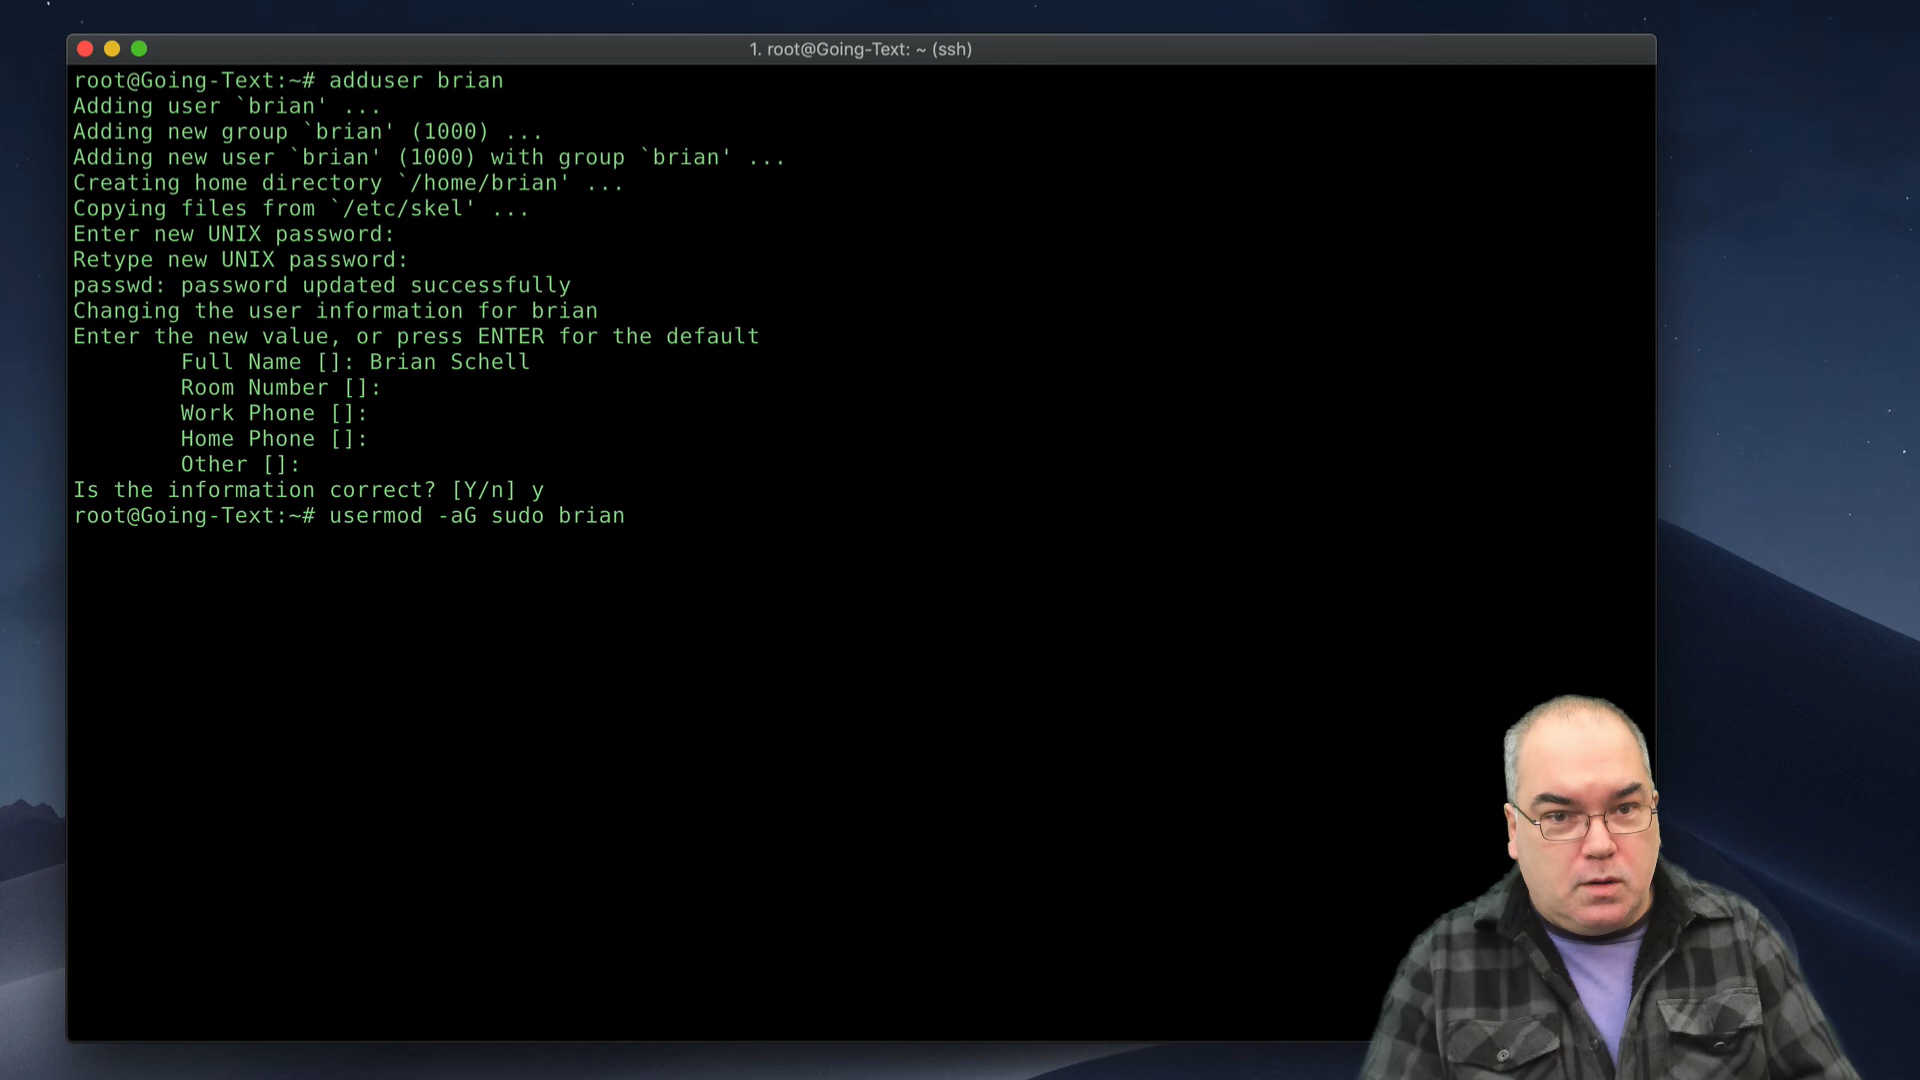 1. root@Going-Text: ~ (ssh)
root@Going-Text:~# adduser brian
Adding user `brian' ...
Adding new group `brian' (1000) ...
Adding new user `brian' (1000) with group `brian' ...
Creating home directory `/home/brian' ...
Copying files from `/etc/skel' ...
Enter new UNIX password:
Retype new UNIX password:
passwd: password updated successfully
Changing the user information for brian
Enter the new value, or press ENTER for the default
Full Name []: Brian Schell
Room Number []:
Work Phone []:
Home Phone []:
Other []:
Is the information correct? [Y/n] y
root@Going-Text:~# usermod -aG sudo brian